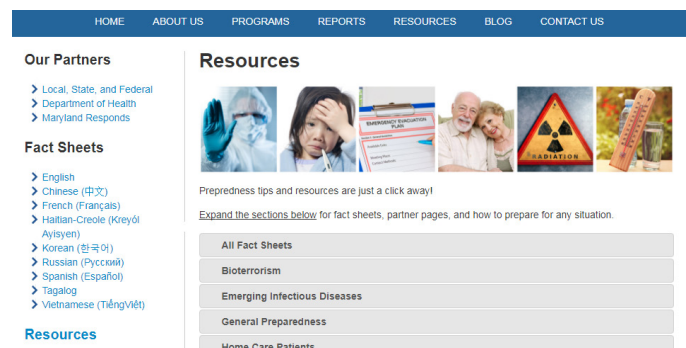 HOME ABOUT US PROGRAMS REPORTS RESOURCES BLOG CONTACT US
Our Partners
Local, State, and Federal
Department of Health
Maryland Responds
Fact Sheets
English
Chinese (中文)
French (Français)
Haitian-Creole (Kreyól
Ayisyen)
Korean (한국어)
Russian (Русский)
Spanish (Español)
Tagalog
Vietnamese (TiếngViệt)
Resources
Resources
EMERGENCY EVACUATION
PLAN
RADIATION
Prepredness tips and resources are just a click away!
Expand the sections below for fact sheets, partner pages, and how to prepare for any situation.
All Fact Sheets
Bioterrorism
Emerging Infectious Diseases
General Preparedness
Home Care Patients